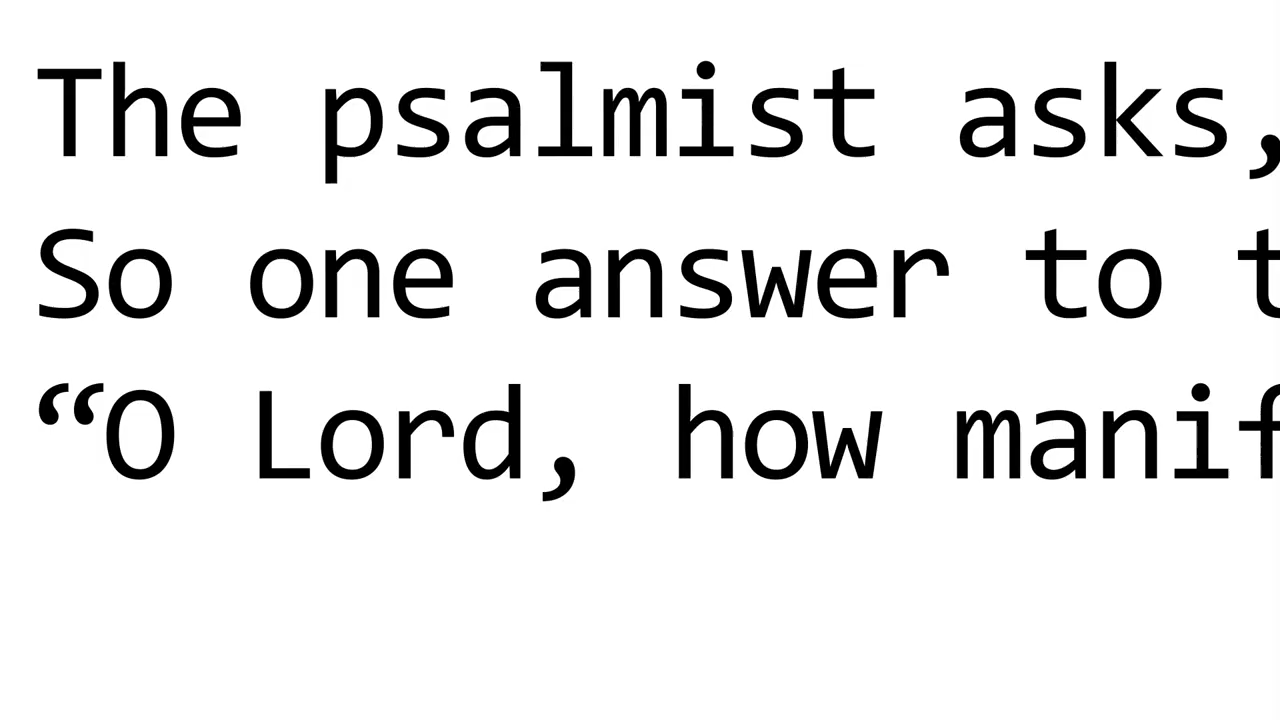 The psalmist asks,
So one answer to t
“O Lord, how manif